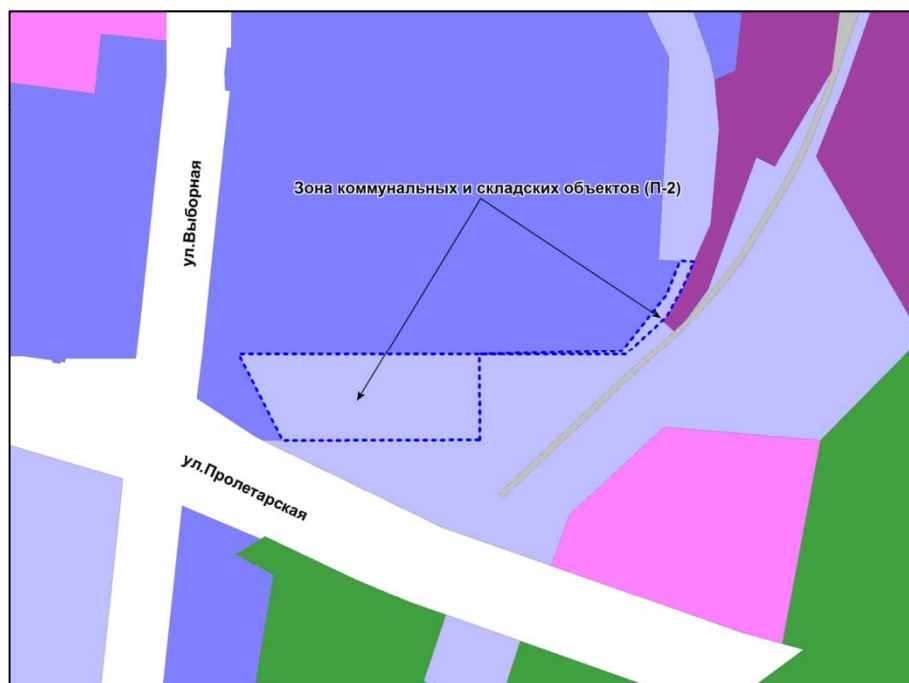 ул.Выборная
Зона коммунальных и складских объектов (П-2)
ул.Пролетарская